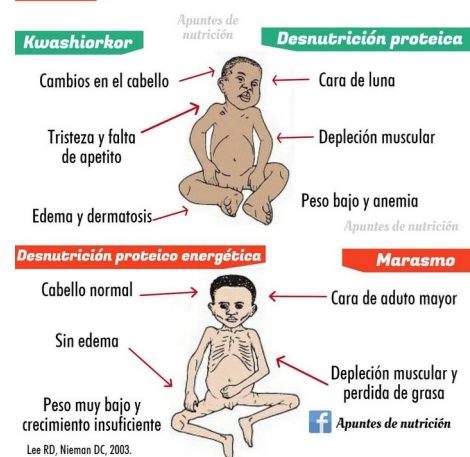 Apuntes de
nutrición
Kwashiorkor
Desnutrición proteica
Cambios en el cabello
Cara de luna
Tristeza y falta
de apetito
Depleción muscular
Edema y dermatosis
Peso bajo y anemia
Apuntes de nutrición
Desnutrición proteico energética
Marasmo
Cabello normal
Cara de aduto mayor
Sin edema
Depleción muscular y
perdida de grasa
Peso muy bajo y
crecimiento insuficiente
f Apuntes de nutrición
Lee RD, Nieman DC, 2003.